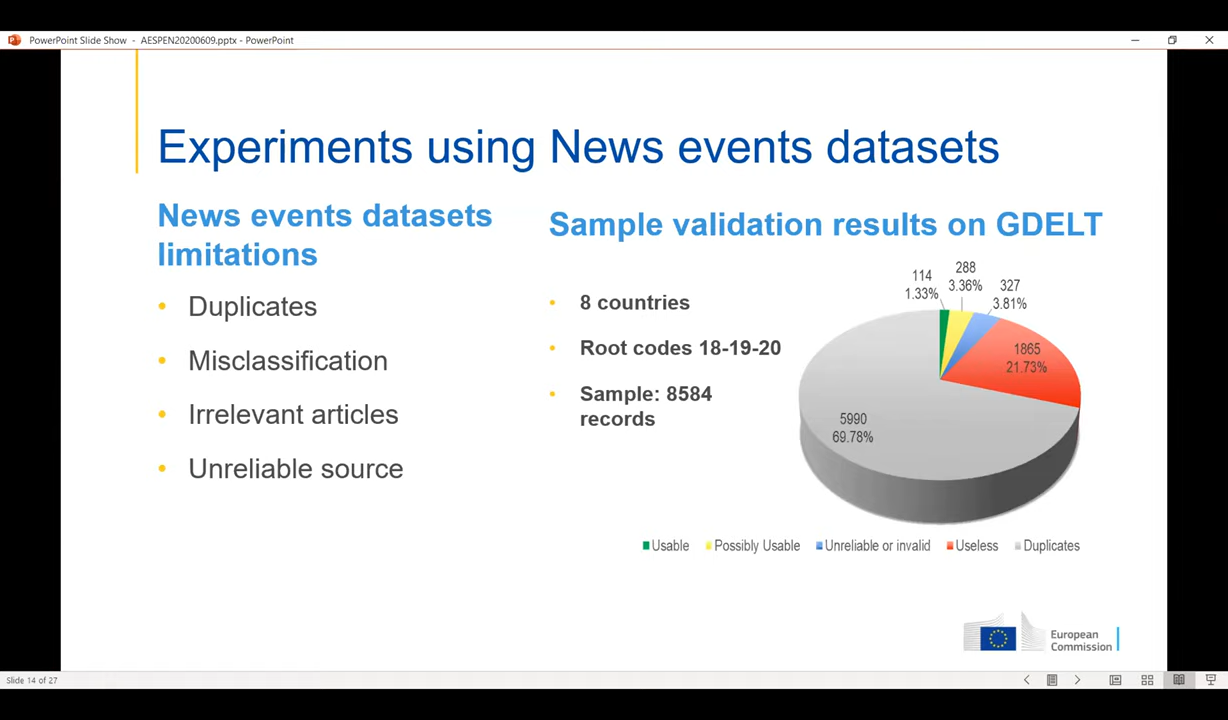 PowerPoint Slide Show - AESPEN20200609.pptx - PowerPoint
Experiments using News events datasets
News events datasets
limitations
• Duplicates
• Misclassification
• Irrelevant articles
• Unreliable source
Sample validation results on GDELT
• 8 countries
• Root codes 18-19-20
• Sample: 8584
records
114
1.33%
288
3.36%
327
3.81%
1865
21.73%
5990
69.78%
Usable Possibly Usable Unreliable or invalid Useless Duplicates
European
Commission
Slide 14 of 27